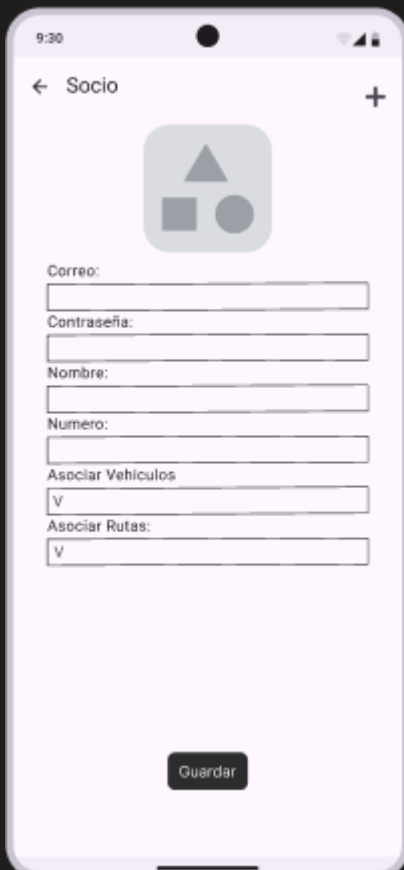 9:30
← Socio
+
Correo:
Contraseña:
Nombre:
Numero:
Asociar Vehiculos
V
Asociar Rutas:
V
Guardar